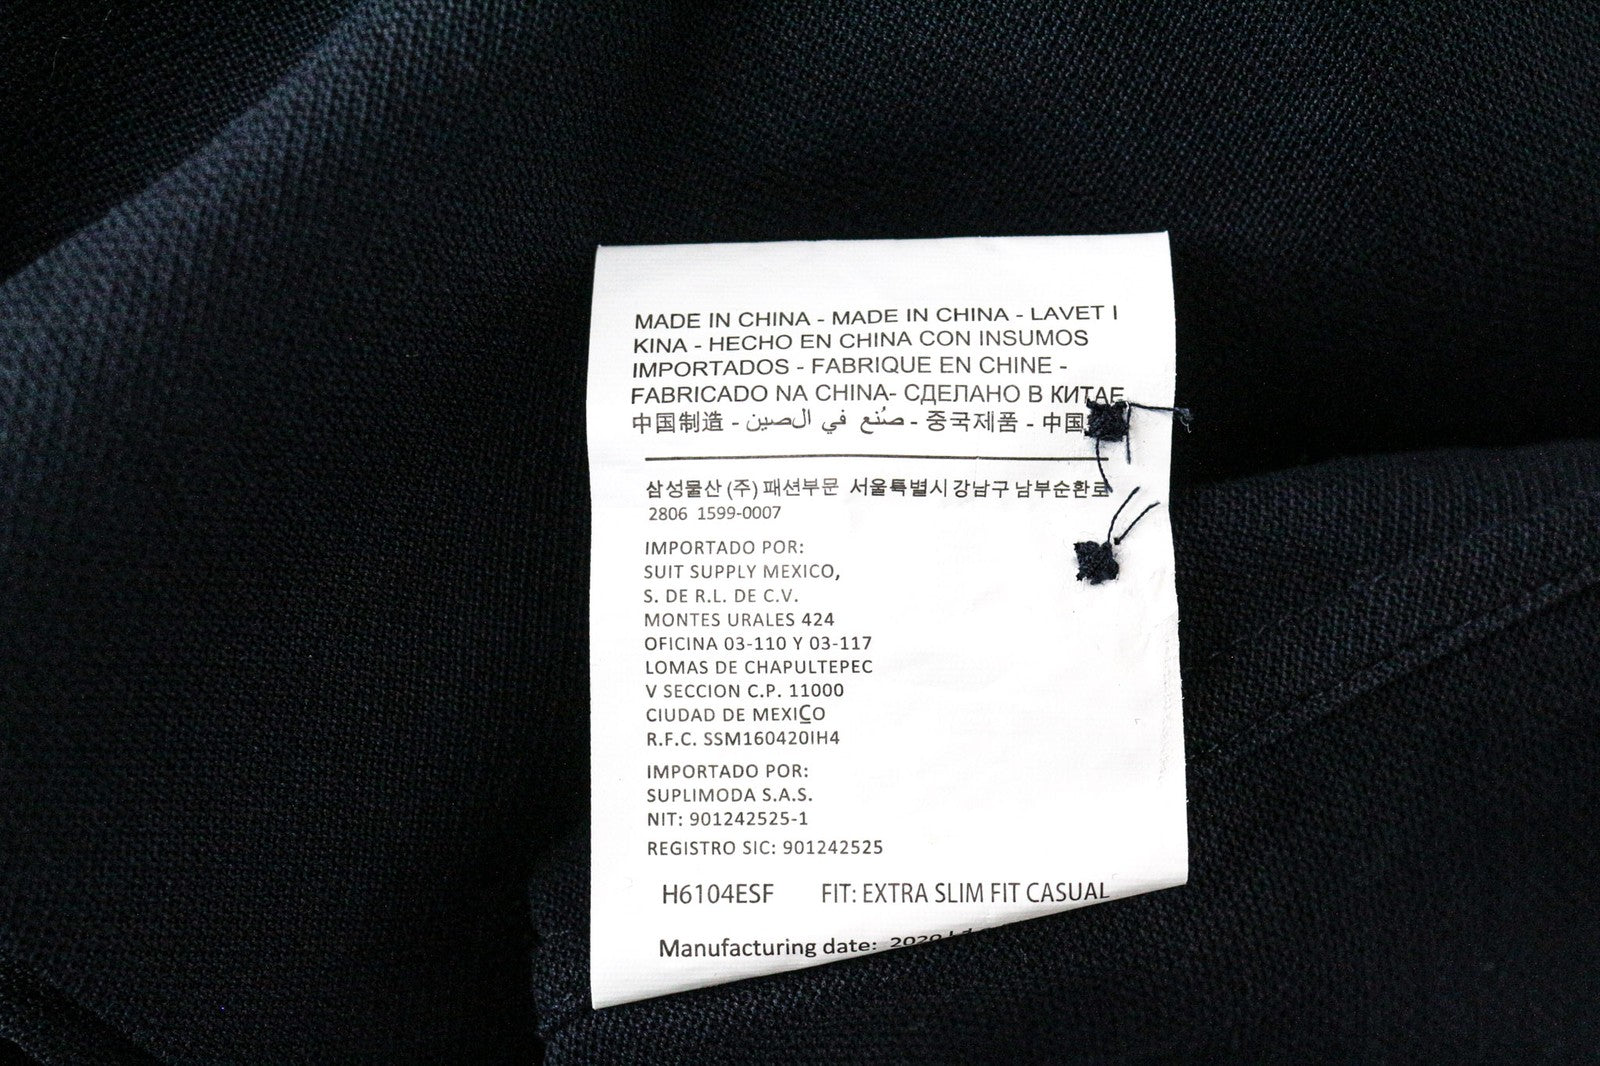 MADE IN CHINA - MADE IN CHINA - LAVET I
KINA - HECHO EN CHINA CON INSUMOS
IMPORTADOS - FABRIQUE EN CHINE -
FABRICADO NA CHINA- СДЕЛАНО В КИТАЕ
中国制造 - صُنع في الصين - 중국제품 - 中国
삼성물산 (주) 패션부문 서울특별시 강남구 남부순환로
2806 1599-0007
IMPORTADO POR:
SUIT SUPPLY MEXICO,
S. DE R.L. DE C.V.
MONTES URALES 424
OFICINA 03-110 Y 03-117
LOMAS DE CHAPULTEPEC
V SECCION C.P. 11000
CIUDAD DE MEXICO
R.F.C. SSM160420IH4
IMPORTADO POR:
SUPLIMODA S.A.S.
NIT: 901242525-1
REGISTRO SIC: 901242525
H6104ESF FIT: EXTRA SLIM FIT CASUAL
Manufacturing date: 2020